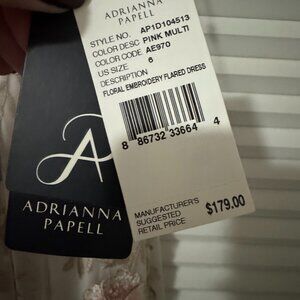 ADRIANNA
PAPELL
STYLE NO. AP1D104513
COLOR DESC PINK MULTI
COLOR CODE AE970
US SIZE 6
DESCRIPTION
FLORAL EMBROIDERY FLARED DRESS
8 86732 33664 4
MANUFACTURER'S
SUGGESTED
RETAIL PRICE $179.00
A
ADRIANNA
PAPELL